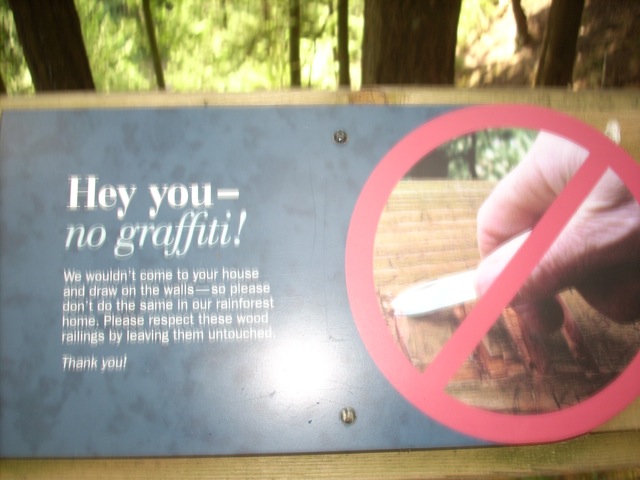 Hey you–
no graffiti!
We wouldn't come to your house
and draw on the walls—so please
don't do the same in our rainforest
home. Please respect these wood
railings by leaving them untouched.
Thank you!